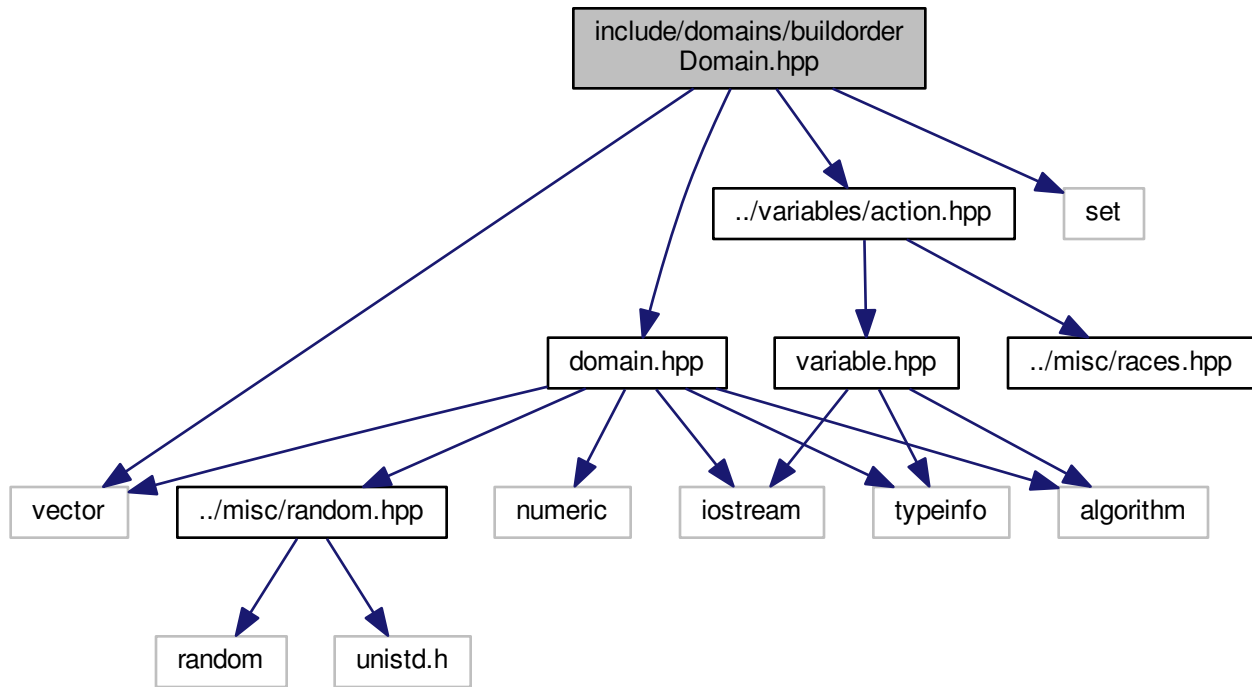 include/domains/buildorder
Domain.hpp
../variables/action.hpp
set
domain.hpp
variable.hpp
../misc/races.hpp
vector
../misc/random.hpp
numeric
iostream
typeinfo
algorithm
random
unistd.h